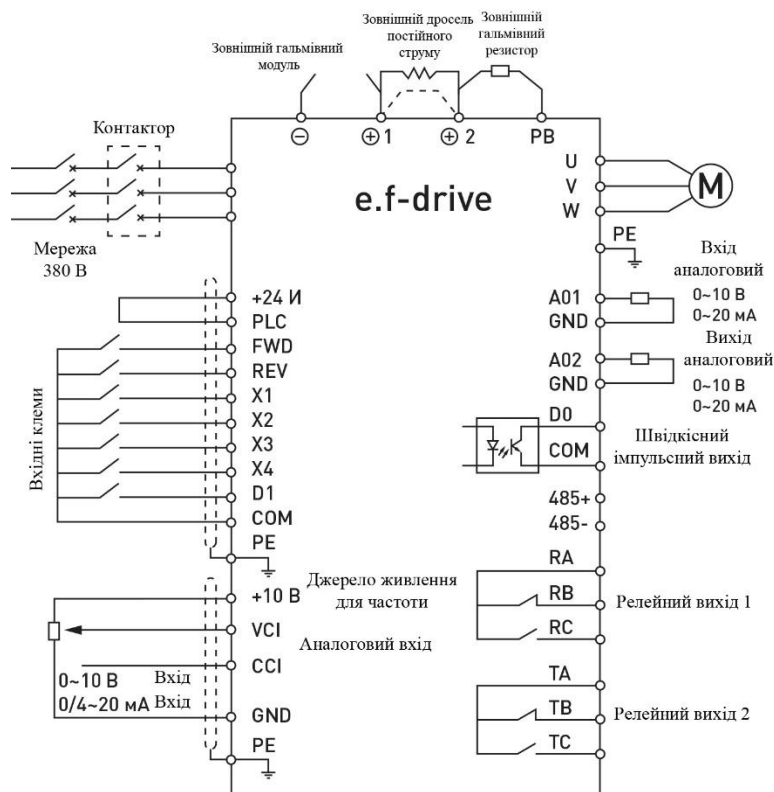 Зовнішній гальмівний
модуль
Зовнішній дросель
постійного
струму
Зовнішній
гальмівний
резистор
Контактор
⊖
⊕ 1
⊕ 2
PB
e.f-drive
Мережа
380 В
U
V
W
M
PE
+24 И
PLC
FWD
REV
X1
X2
X3
X4
D1
COM
PE
Вхідні клеми
+10 В
VCI
CCI
GND
PE
0~10 В Вхід
0/4~20 мА Вхід
Джерело живлення
для частоти
Аналоговий вхід
A01
GND
Вхід
аналоговий
0~10 В
0~20 мА
A02
GND
Вихід
аналоговий
0~10 В
0~20 мА
D0
COM
Швідкісний
імпульсний вихід
485+
485-
RA
RB
RC
Релейний вихід 1
TA
TB
TC
Релейний вихід 2